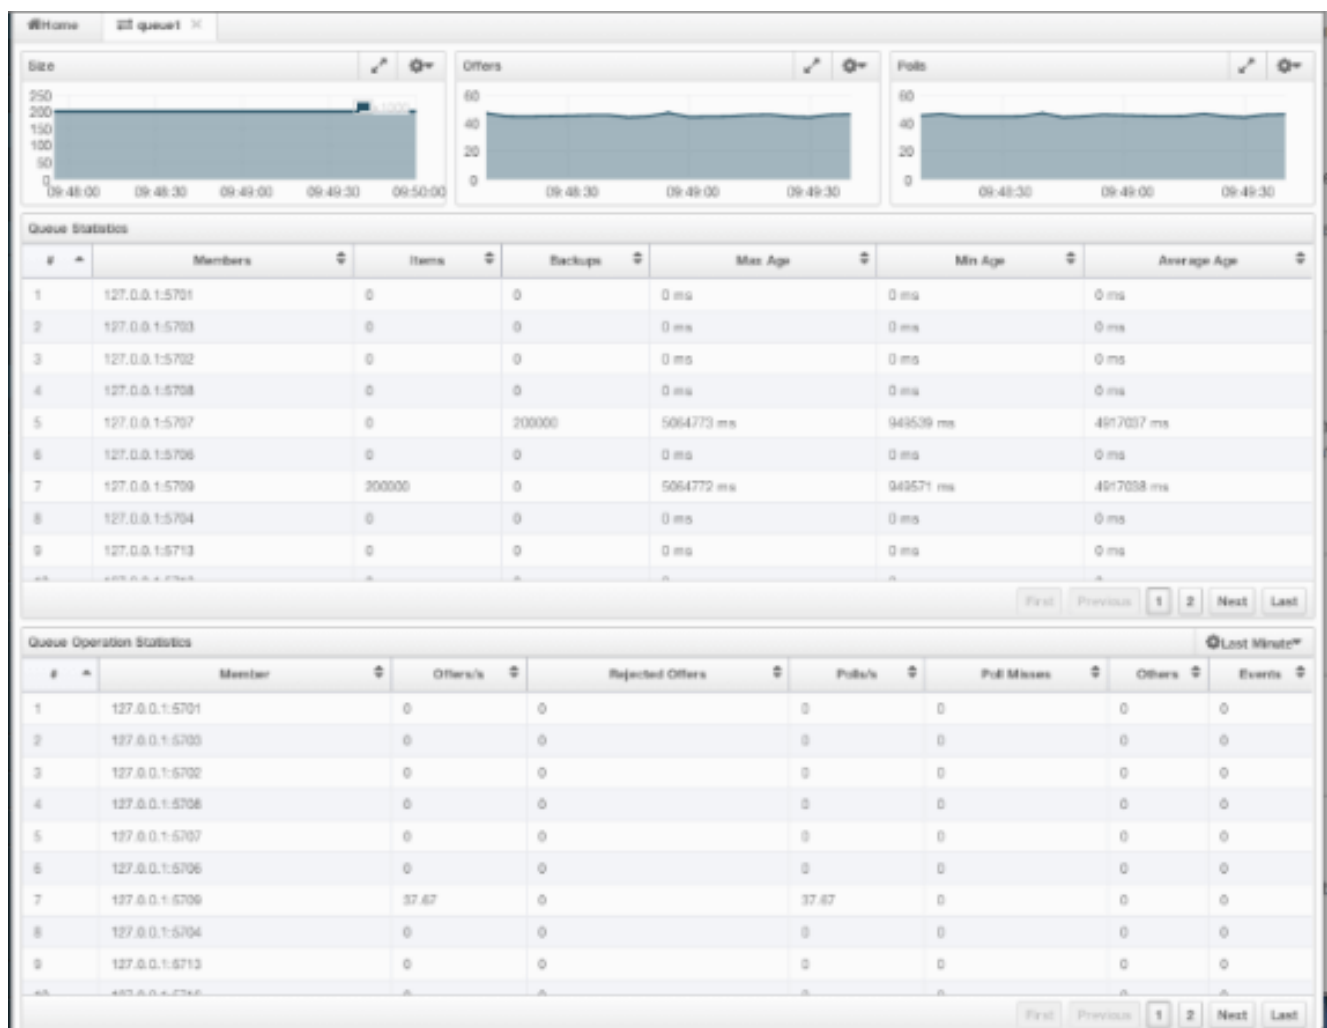 Home queue1
Size Offers Polls
250
200
150
100
50
0
x1000
09:48:00 09:48:30 09:49:00 09:49:30 09:50:00
60
40
20
0
09:48:30 09:49:00 09:49:30
60
40
20
0
09:48:30 09:49:00 09:49:30
Queue Statistics
# Members Items Backups Max Age Min Age Average Age
1 127.0.0.1:5701 0 0 0 ms 0 ms 0 ms
2 127.0.0.1:5703 0 0 0 ms 0 ms 0 ms
3 127.0.0.1:5702 0 0 0 ms 0 ms 0 ms
4 127.0.0.1:5708 0 0 0 ms 0 ms 0 ms
5 127.0.0.1:5707 0 200000 5064773 ms 949539 ms 4917037 ms
6 127.0.0.1:5706 0 0 0 ms 0 ms 0 ms
7 127.0.0.1:5709 200000 0 5064772 ms 949571 ms 4917038 ms
8 127.0.0.1:5704 0 0 0 ms 0 ms 0 ms
9 127.0.0.1:5713 0 0 0 ms 0 ms 0 ms
First Previous 1 2 Next Last
Queue Operation Statistics Last Minute
# Member Offers/s Rejected Offers Polls/s Poll Misses Others Events
1 127.0.0.1:5701 0 0 0 0 0 0
2 127.0.0.1:5703 0 0 0 0 0 0
3 127.0.0.1:5702 0 0 0 0 0 0
4 127.0.0.1:5708 0 0 0 0 0 0
5 127.0.0.1:5707 0 0 0 0 0 0
6 127.0.0.1:5706 0 0 0 0 0 0
7 127.0.0.1:5709 37.67 0 37.67 0 0 0
8 127.0.0.1:5704 0 0 0 0 0 0
9 127.0.0.1:5713 0 0 0 0 0 0
First Previous 1 2 Next Last